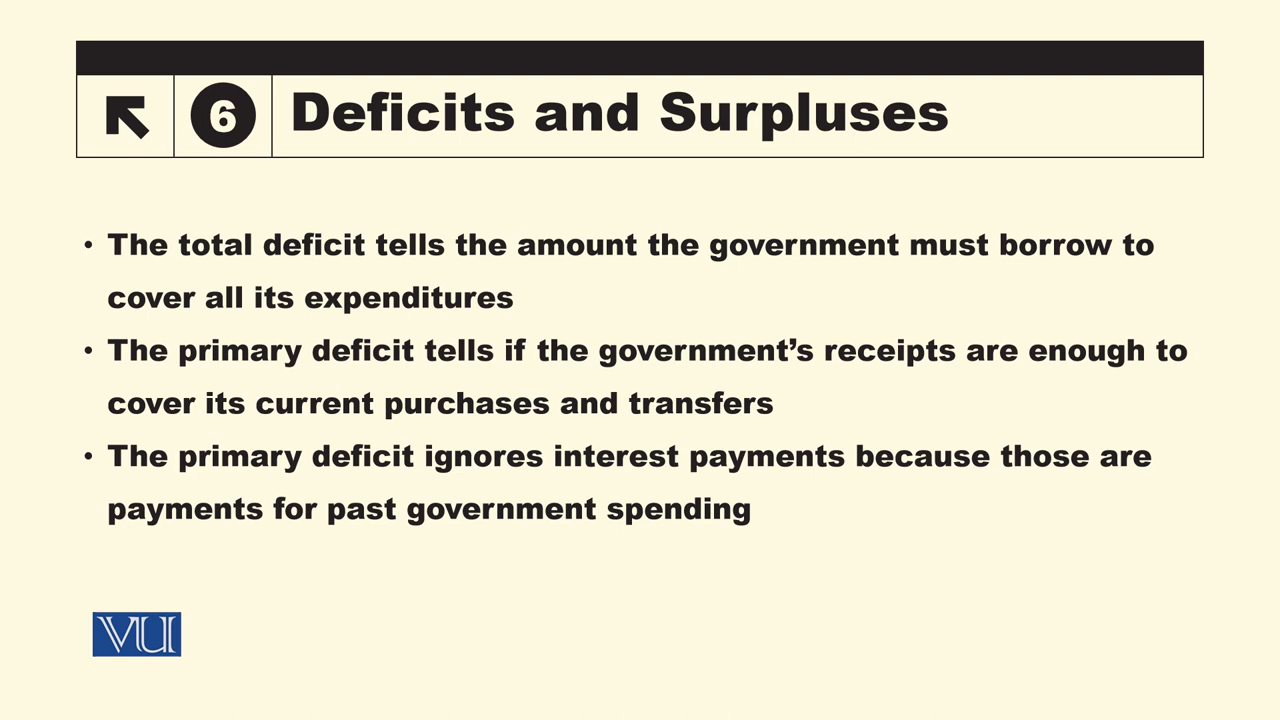 6 Deficits and Surpluses
• The total deficit tells the amount the government must borrow to
cover all its expenditures
• The primary deficit tells if the government’s receipts are enough to
cover its current purchases and transfers
• The primary deficit ignores interest payments because those are
payments for past government spending
VU